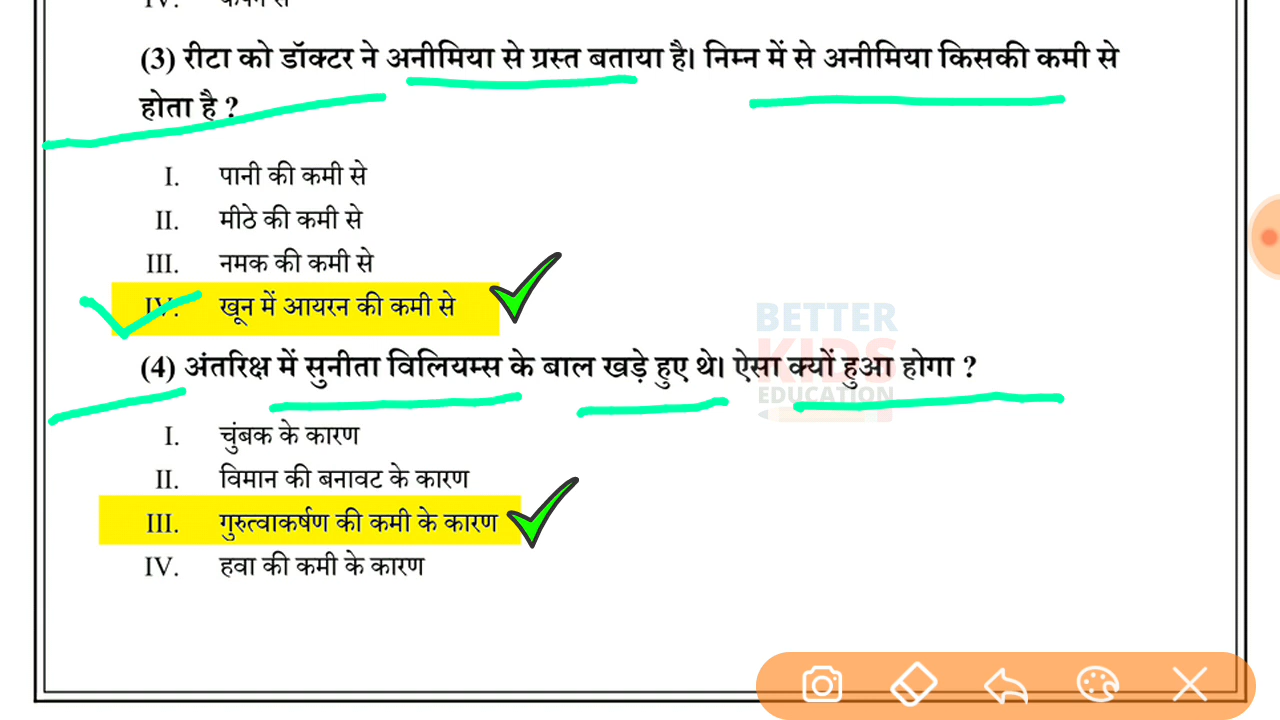 (3) रीटा को डॉक्टर ने अनीमिया से ग्रस्त बताया है। निम्न में से अनीमिया किसकी कमी से
होता है ?
I. पानी की कमी से
II. मीठे की कमी से
III. नमक की कमी से
IV. खून में आयरन की कमी से
(4) अंतरिक्ष में सुनीता विलियम्स के बाल खड़े हुए थे। ऐसा क्यों हुआ होगा ?
BETTER
KIDS
EDUCATION
I. चुंबक के कारण
II. विमान की बनावट के कारण
III. गुरुत्वाकर्षण की कमी के कारण
IV. हवा की कमी के कारण